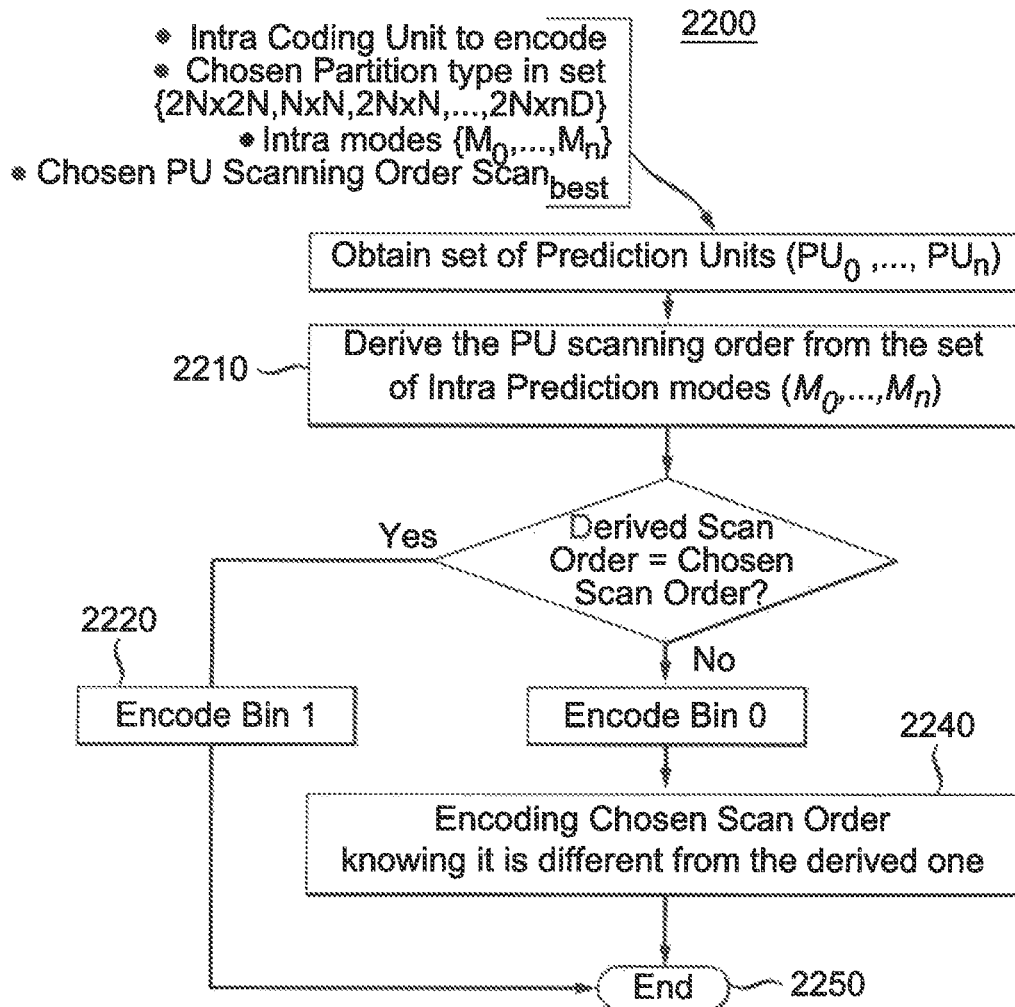 2200
• Intra Coding Unit to encode
• Chosen Partition type in set
{2Nx2N,NxN,2NxN,...,2NxnD}
• Intra modes {M0,...,Mn}
• Chosen PU Scanning Order Scanbest
Obtain set of Prediction Units (PU0 ,..., PUn)
2210
Derive the PU scanning order from the set
of Intra Prediction modes (M0,...,Mn)
Yes
Derived Scan
Order = Chosen
Scan Order?
No
2220
Encode Bin 1
Encode Bin 0
2240
Encoding Chosen Scan Order
knowing it is different from the derived one
End
2250